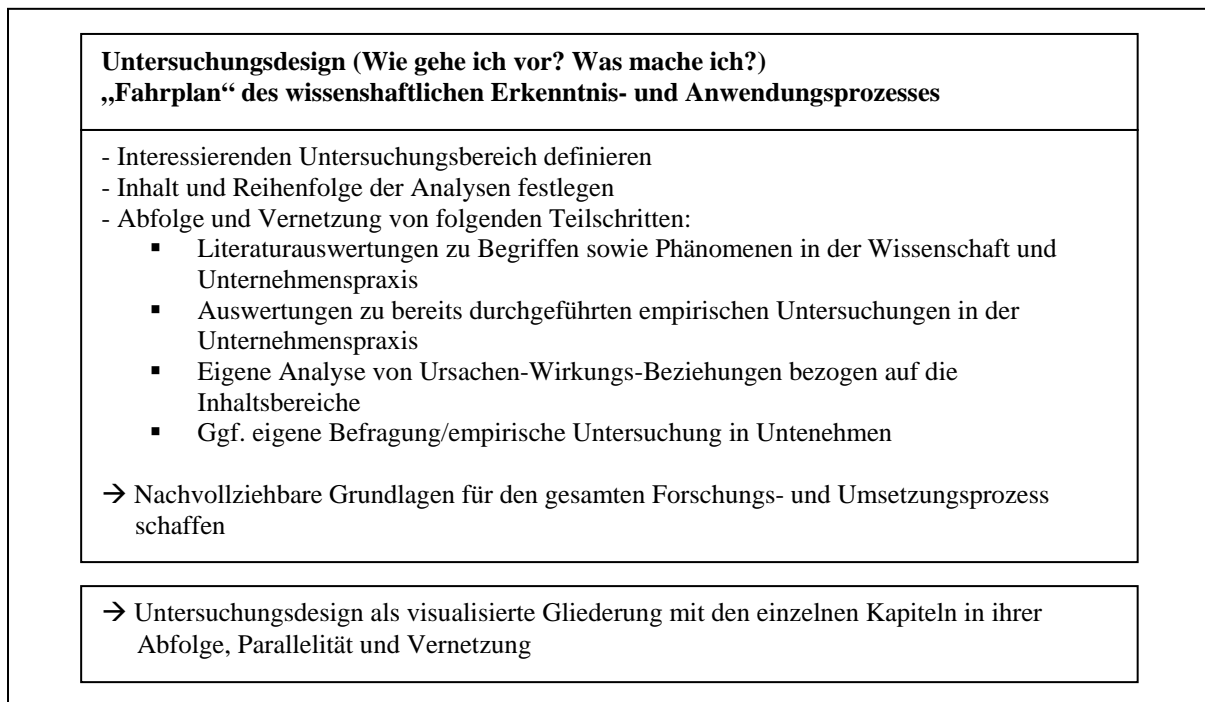 Untersuchungsdesign (Wie gehe ich vor? Was mache ich?)
„Fahrplan“ des wissenshaftlichen Erkenntnis- und Anwendungsprozesses
- Interessierenden Untersuchungsbereich definieren
- Inhalt und Reihenfolge der Analysen festlegen
- Abfolge und Vernetzung von folgenden Teilschritten:
▪ Literaturauswertungen zu Begriffen sowie Phänomenen in der Wissenschaft und
Unternehmenspraxis
▪ Auswertungen zu bereits durchgeführten empirischen Untersuchungen in der
Unternehmenspraxis
▪ Eigene Analyse von Ursachen-Wirkungs-Beziehungen bezogen auf die
Inhaltsbereiche
▪ Ggf. eigene Befragung/empirische Untersuchung in Untenehmen
→ Nachvollziehbare Grundlagen für den gesamten Forschungs- und Umsetzungsprozess
schaffen
→ Untersuchungsdesign als visualisierte Gliederung mit den einzelnen Kapiteln in ihrer
Abfolge, Parallelität und Vernetzung